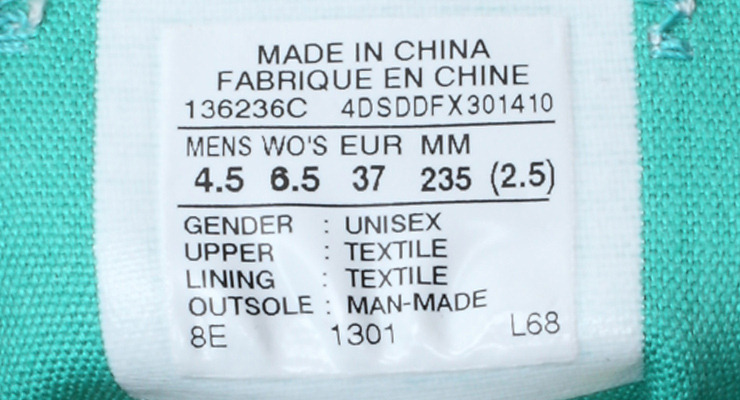 MADE IN CHINA
FABRIQUE EN CHINE
136236C 4DSDDFX301410
MENS WO'S EUR MM
4.5 6.5 37 235 (2.5)
GENDER : UNISEX
UPPER : TEXTILE
LINING : TEXTILE
OUTSOLE : MAN-MADE
8E 1301 L68